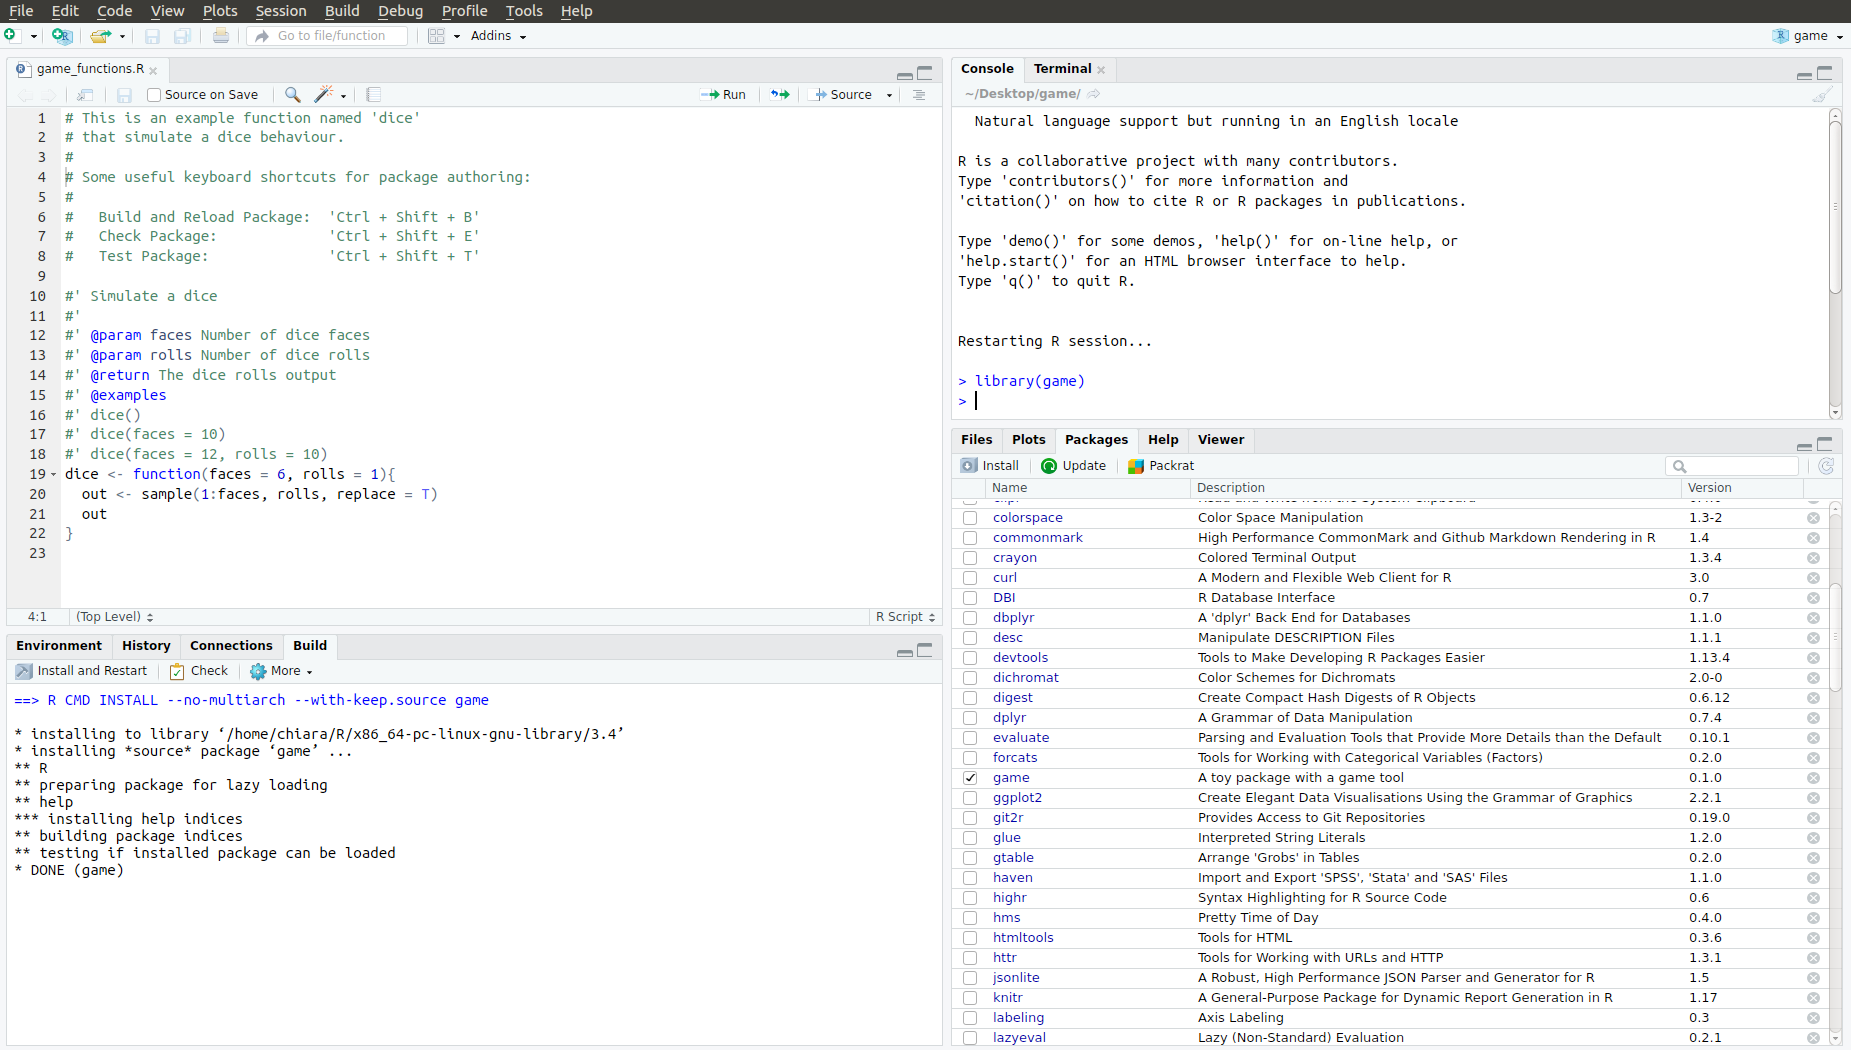 File Edit Code View Plots Session Build Debug Profile Tools Help
Go to file/function Addins game
game_functions.R
Source on Save Run Source
1 # This is an example function named 'dice'
2 # that simulate a dice behaviour.
3 #
4 # Some useful keyboard shortcuts for package authoring:
5 #
6 #   Build and Reload Package:  'Ctrl + Shift + B'
7 #   Check Package:             'Ctrl + Shift + E'
8 #   Test Package:              'Ctrl + Shift + T'
9
10 #' Simulate a dice
11 #'
12 #' @param faces Number of dice faces
13 #' @param rolls Number of dice rolls
14 #' @return The dice rolls output
15 #' @examples
16 #' dice()
17 #' dice(faces = 10)
18 #' dice(faces = 12, rolls = 10)
19 dice <- function(faces = 6, rolls = 1){
20   out <- sample(1:faces, rolls, replace = T)
21   out
22 }
23
4:1 (Top Level) R Script
Environment History Connections Build
Install and Restart Check More
==> R CMD INSTALL --no-multiarch --with-keep.source game
* installing to library ‘/home/chiara/R/x86_64-pc-linux-gnu-library/3.4’
* installing *source* package ‘game’ ...
** R
** preparing package for lazy loading
** help
*** installing help indices
** building package indices
** testing if installed package can be loaded
* DONE (game)
Console Terminal
~/Desktop/game/
Natural language support but running in an English locale
R is a collaborative project with many contributors.
Type 'contributors()' for more information and
'citation()' on how to cite R or R packages in publications.
Type 'demo()' for some demos, 'help()' for on-line help, or
'help.start()' for an HTML browser interface to help.
Type 'q()' to quit R.
Restarting R session...
> library(game)
>
Files Plots Packages Help Viewer
Install Update Packrat
Name Description Version
colorspace Color Space Manipulation 1.3-2
commonmark High Performance CommonMark and Github Markdown Rendering in R 1.4
crayon Colored Terminal Output 1.3.4
curl A Modern and Flexible Web Client for R 3.0
DBI R Database Interface 0.7
dbplyr A 'dplyr' Back End for Databases 1.1.0
desc Manipulate DESCRIPTION Files 1.1.1
devtools Tools to Make Developing R Packages Easier 1.13.4
dichromat Color Schemes for Dichromats 2.0-0
digest Create Compact Hash Digests of R Objects 0.6.12
dplyr A Grammar of Data Manipulation 0.7.4
evaluate Parsing and Evaluation Tools that Provide More Details than the Default 0.10.1
forcats Tools for Working with Categorical Variables (Factors) 0.2.0
game A toy package with a game tool 0.1.0
ggplot2 Create Elegant Data Visualisations Using the Grammar of Graphics 2.2.1
git2r Provides Access to Git Repositories 0.19.0
glue Interpreted String Literals 1.2.0
gtable Arrange 'Grobs' in Tables 0.2.0
haven Import and Export 'SPSS', 'Stata' and 'SAS' Files 1.1.0
highr Syntax Highlighting for R Source Code 0.6
hms Pretty Time of Day 0.4.0
htmltools Tools for HTML 0.3.6
httr Tools for Working with URLs and HTTP 1.3.1
jsonlite A Robust, High Performance JSON Parser and Generator for R 1.5
knitr A General-Purpose Package for Dynamic Report Generation in R 1.17
labeling Axis Labeling 0.3
lazyeval Lazy (Non-Standard) Evaluation 0.2.1